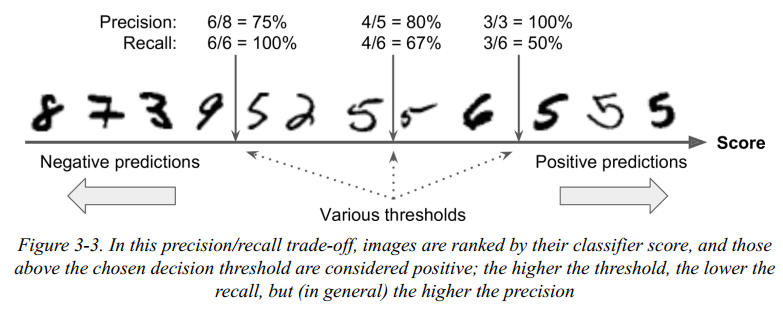 Precision: 6/8 = 75% 4/5 = 80% 3/3 = 100%
Recall: 6/6 = 100% 4/6 = 67% 3/6 = 50%
8 7 3 9 5 2 5 5 6 5 5 5
Score
Negative predictions Positive predictions
Various thresholds
Figure 3-3. In this precision/recall trade-off, images are ranked by their classifier score, and those
above the chosen decision threshold are considered positive; the higher the threshold, the lower the
recall, but (in general) the higher the precision